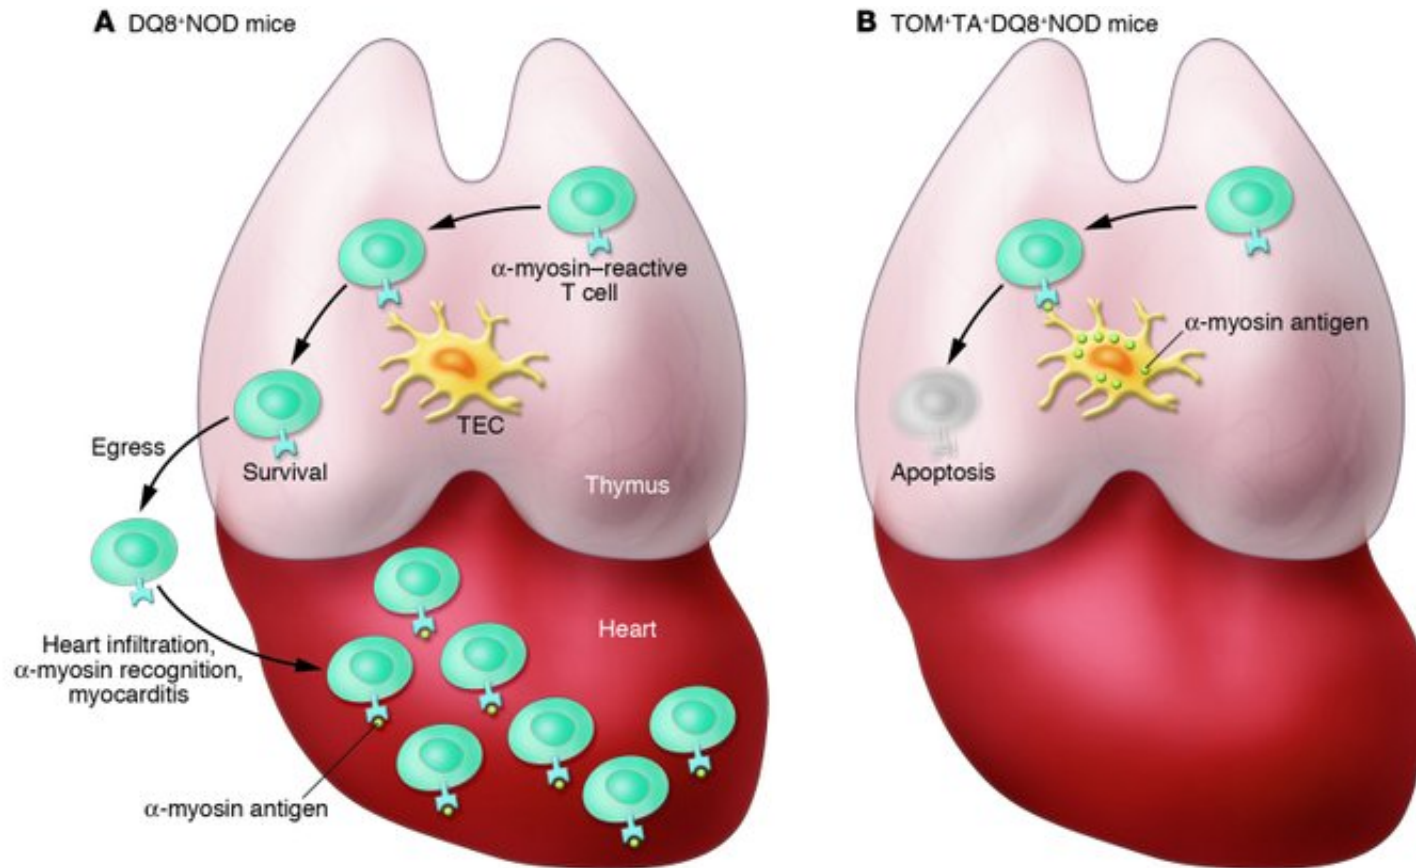 A DQ8⁺NOD mice
α-myosin–reactive
T cell
TEC
Egress
Survival
Thymus
Heart infiltration,
α-myosin recognition,
myocarditis
Heart
α-myosin antigen
B TOM⁺TA⁺DQ8⁺NOD mice
α-myosin antigen
Apoptosis